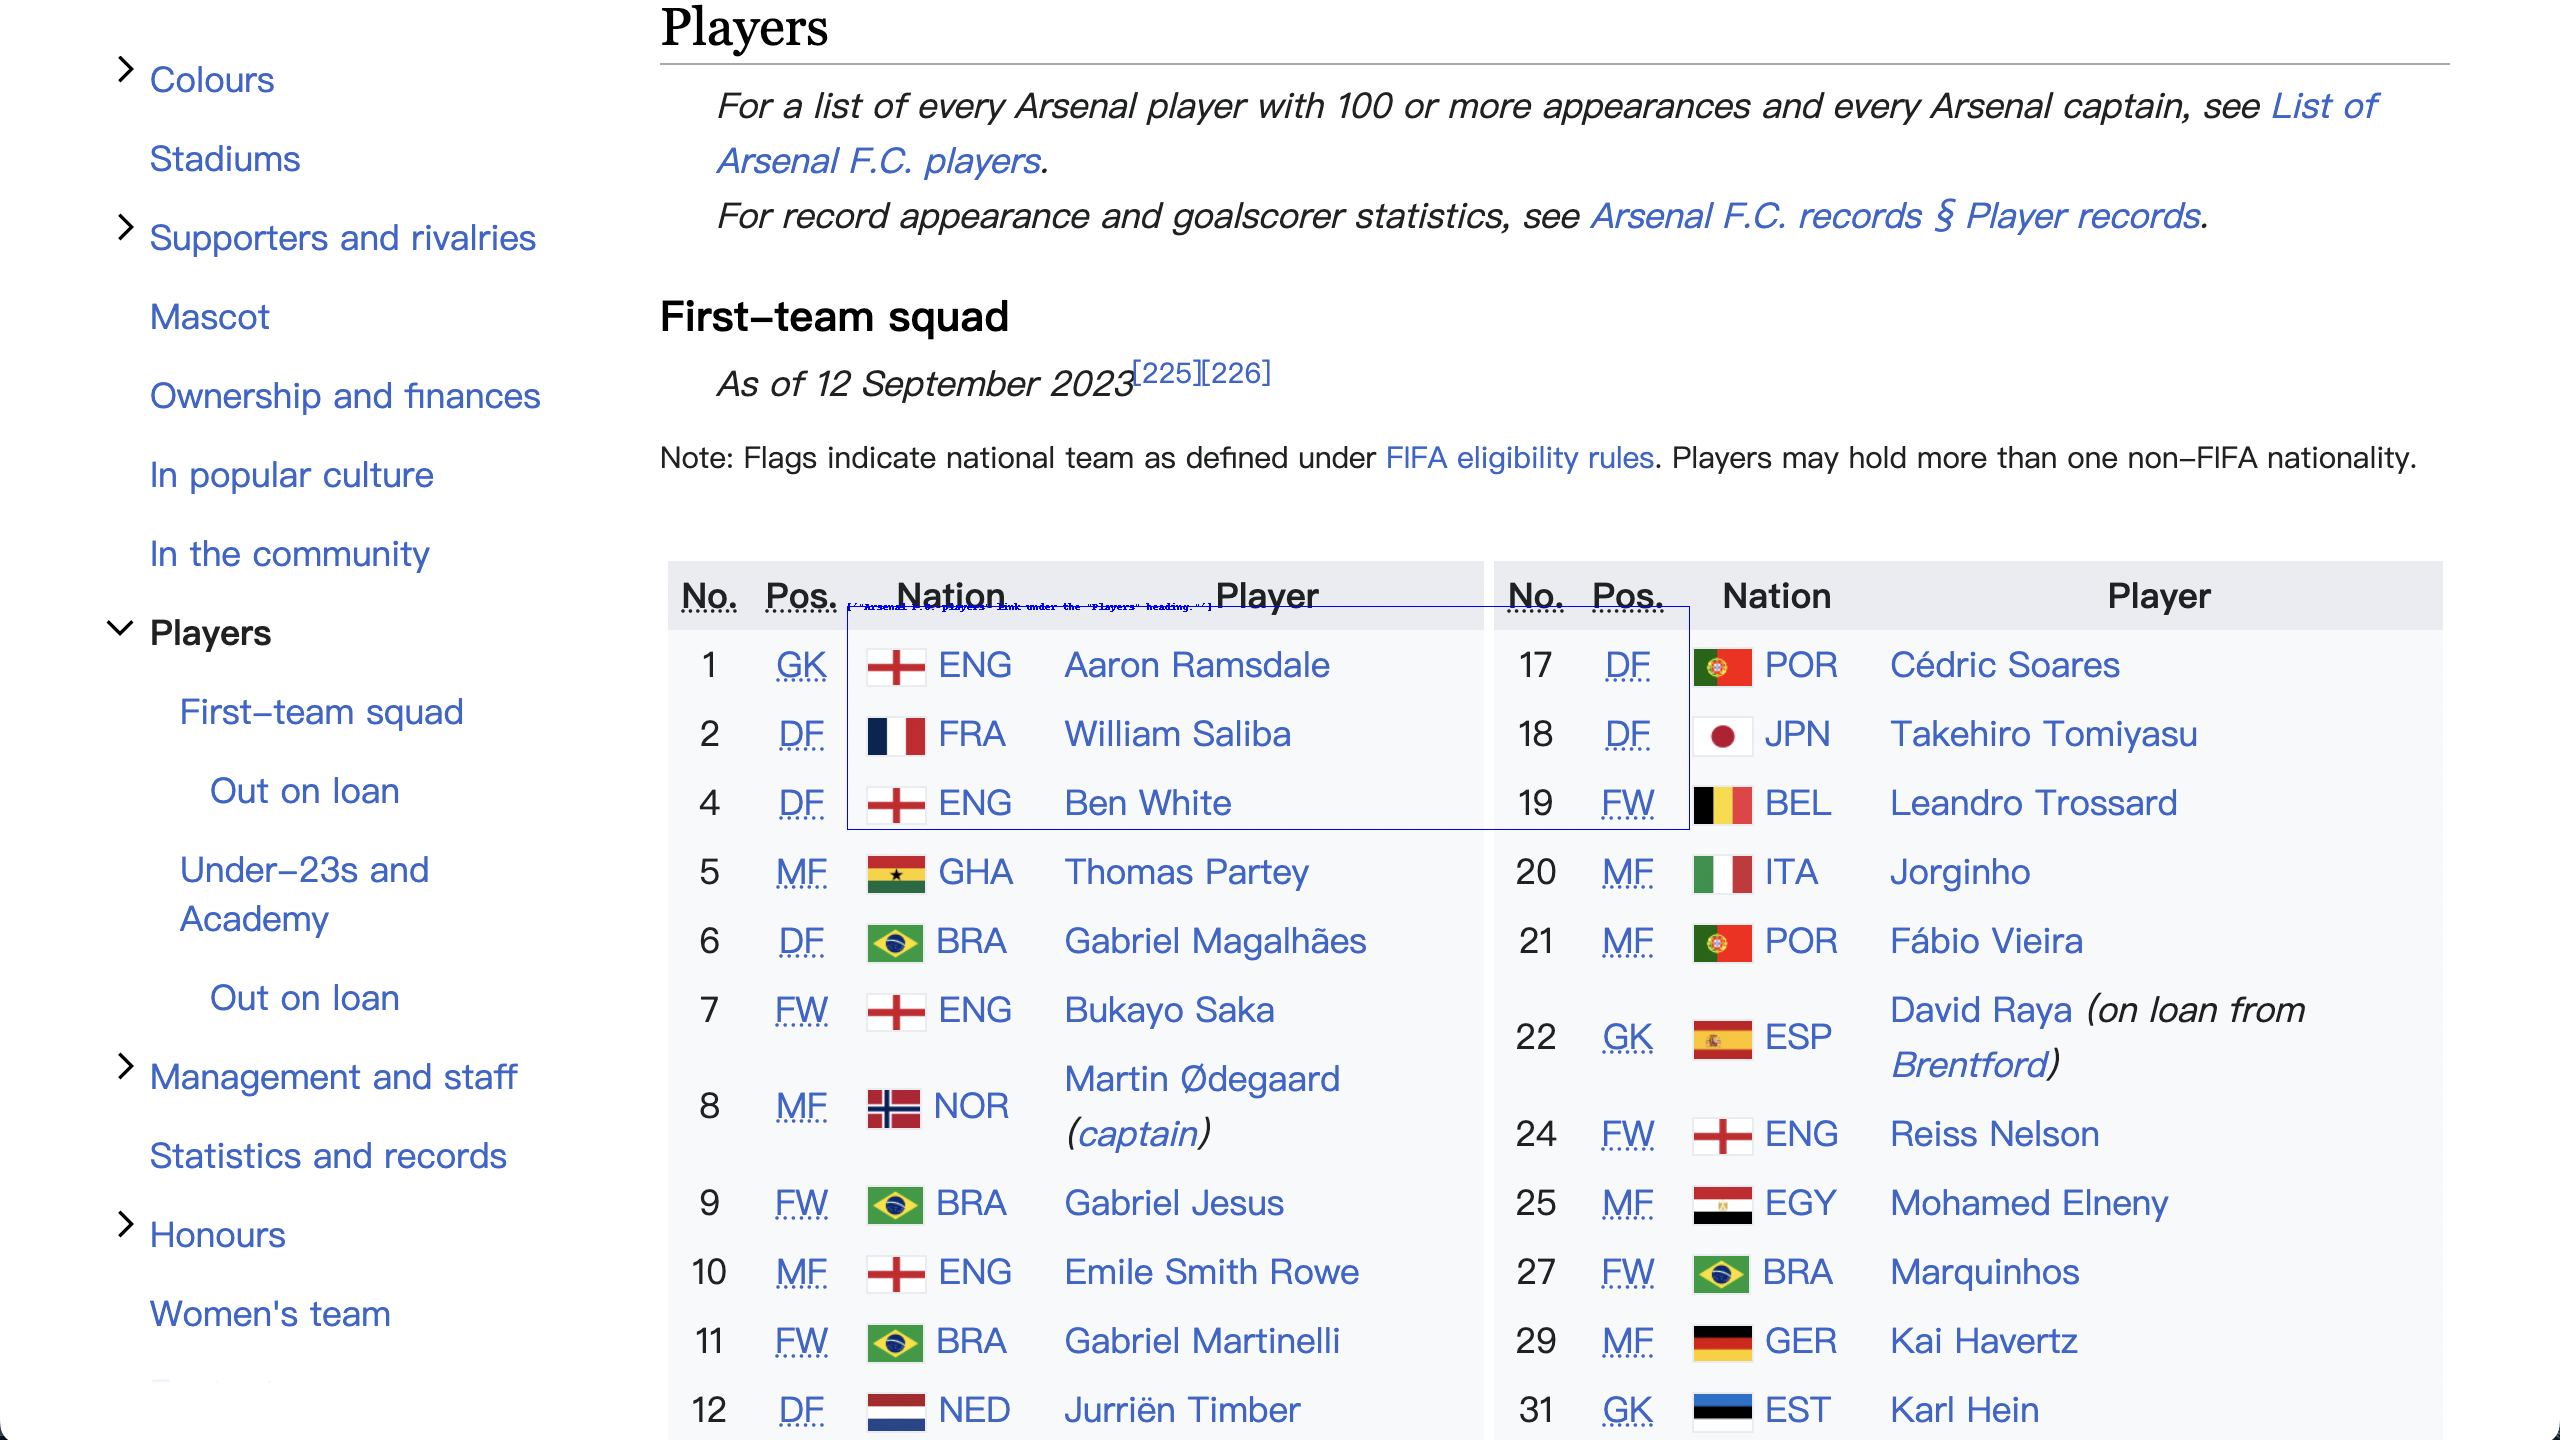 Colours
Stadiums
Supporters and rivalries
Mascot
Ownership and finances
In popular culture
In the community
Players
First-team squad
Out on loan
Under-23s and
Academy
Out on loan
Management and staff
Statistics and records
Honours
Women's team
Players
For a list of every Arsenal player with 100 or more appearances and every Arsenal captain, see List of
Arsenal F.C. players.
For record appearance and goalscorer statistics, see Arsenal F.C. records § Player records.
First-team squad
As of 12 September 2023[225][226]
Note: Flags indicate national team as defined under FIFA eligibility rules. Players may hold more than one non-FIFA nationality.
No. Pos. Nation Player No. Pos. Nation Player
['"Arsenal F.C. players" link under the "Players" heading."']
1 GK ENG Aaron Ramsdale 17 DF POR Cédric Soares
2 DF FRA William Saliba 18 DF JPN Takehiro Tomiyasu
4 DF ENG Ben White 19 FW BEL Leandro Trossard
5 MF GHA Thomas Partey 20 MF ITA Jorginho
6 DF BRA Gabriel Magalhães 21 MF POR Fábio Vieira
7 FW ENG Bukayo Saka 22 GK ESP David Raya (on loan from
Brentford)
8 MF NOR Martin Ødegaard
(captain)
24 FW ENG Reiss Nelson
9 FW BRA Gabriel Jesus 25 MF EGY Mohamed Elneny
10 MF ENG Emile Smith Rowe 27 FW BRA Marquinhos
11 FW BRA Gabriel Martinelli 29 MF GER Kai Havertz
12 DF NED Jurriën Timber 31 GK EST Karl Hein